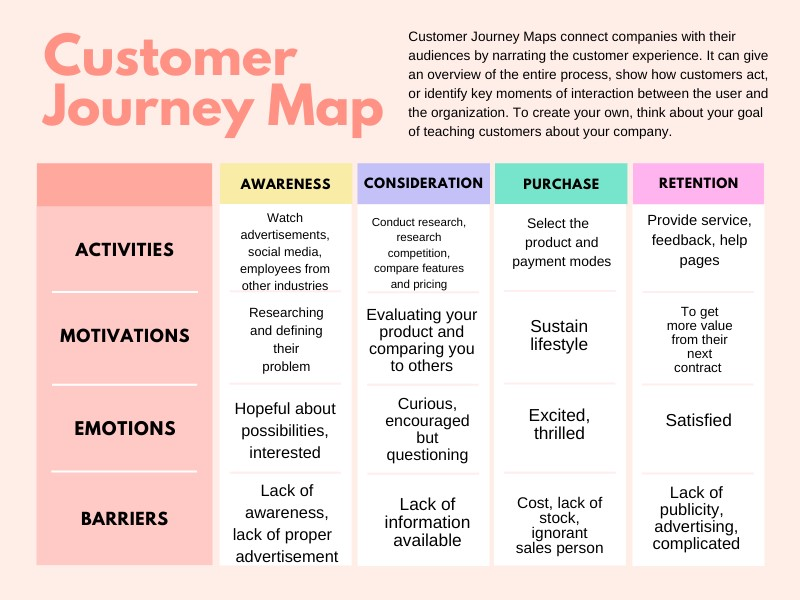 Customer
Journey Map
Customer Journey Maps connect companies with their
audiences by narrating the customer experience. It can give
an overview of the entire process, show how customers act,
or identify key moments of interaction between the user and
the organization. To create your own, think about your goal
of teaching customers about your company.
AWARENESS
CONSIDERATION
PURCHASE
RETENTION
ACTIVITIES
Watch
advertisements,
social media,
employees from
other industries
Conduct research,
research
competition,
compare features
and pricing
Select the
product and
payment modes
Provide service,
feedback, help
pages
MOTIVATIONS
Researching
and defining
their
problem
Evaluating your
product and
comparing you
to others
Sustain
lifestyle
To get
more value
from their
next
contract
EMOTIONS
Hopeful about
possibilities,
interested
Curious,
encouraged
but
questioning
Excited,
thrilled
Satisfied
BARRIERS
Lack of
awareness,
lack of proper
advertisement
Lack of
information
available
Cost, lack of
stock,
ignorant
sales person
Lack of
publicity,
advertising,
complicated